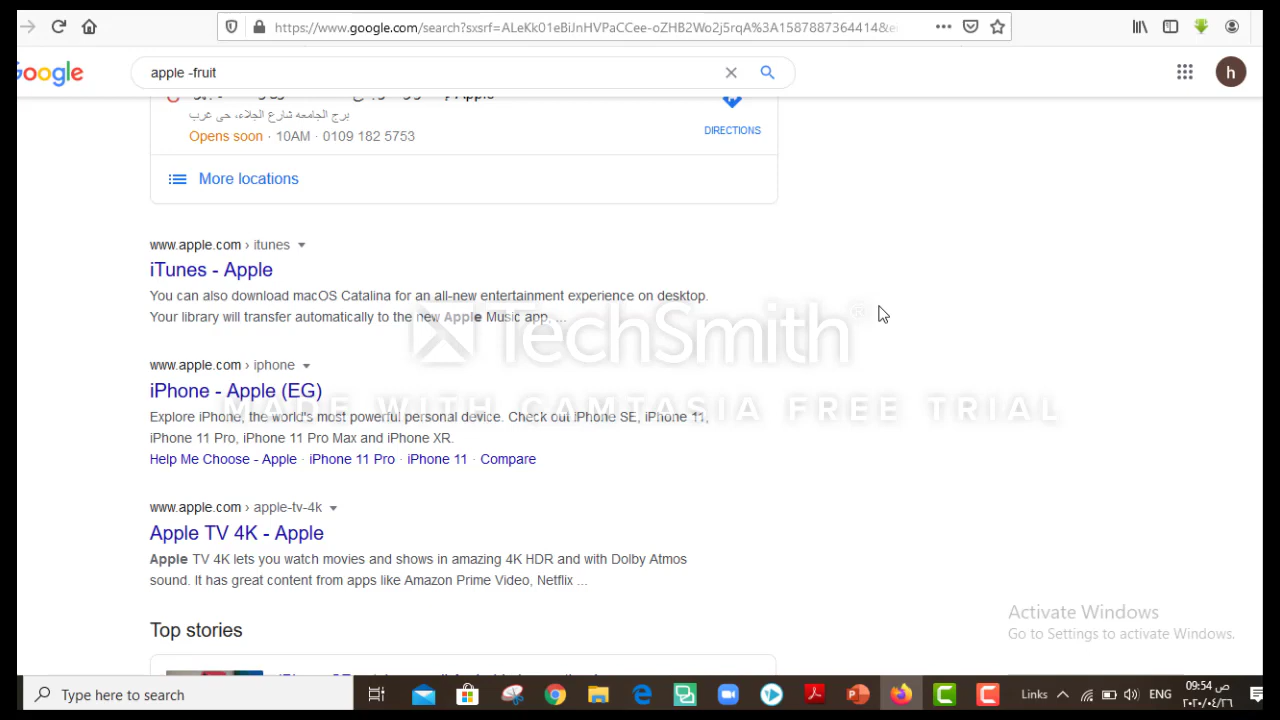 https://www.google.com/search?sxsrf=ALeKk01eBiJnHVPaCCee-oZHB2Wo2j5rqA%3A1587887364414&ei
Google
apple -fruit
h
Apple
برج الجامعه شارع الجلاء، حى غرب
Opens soon · 10AM · 0109 182 5753
DIRECTIONS
More locations
www.apple.com › itunes
iTunes - Apple
You can also download macOS Catalina for an all-new entertainment experience on desktop.
Your library will transfer automatically to the new Apple Music app, ...
TechSmith®
www.apple.com › iphone
iPhone - Apple (EG)
MADE WITH CAMTASIA FREE TRIAL
Explore iPhone, the world's most powerful personal device. Check out iPhone SE, iPhone 11,
iPhone 11 Pro, iPhone 11 Pro Max and iPhone XR.
Help Me Choose - Apple · iPhone 11 Pro · iPhone 11 · Compare
www.apple.com › apple-tv-4k
Apple TV 4K - Apple
Apple TV 4K lets you watch movies and shows in amazing 4K HDR and with Dolby Atmos
sound. It has great content from apps like Amazon Prime Video, Netflix ...
Activate Windows
Go to Settings to activate Windows.
Top stories
Type here to search
Links
ENG
09:54 ص
٢٠٢٠/٠٤/٢٦